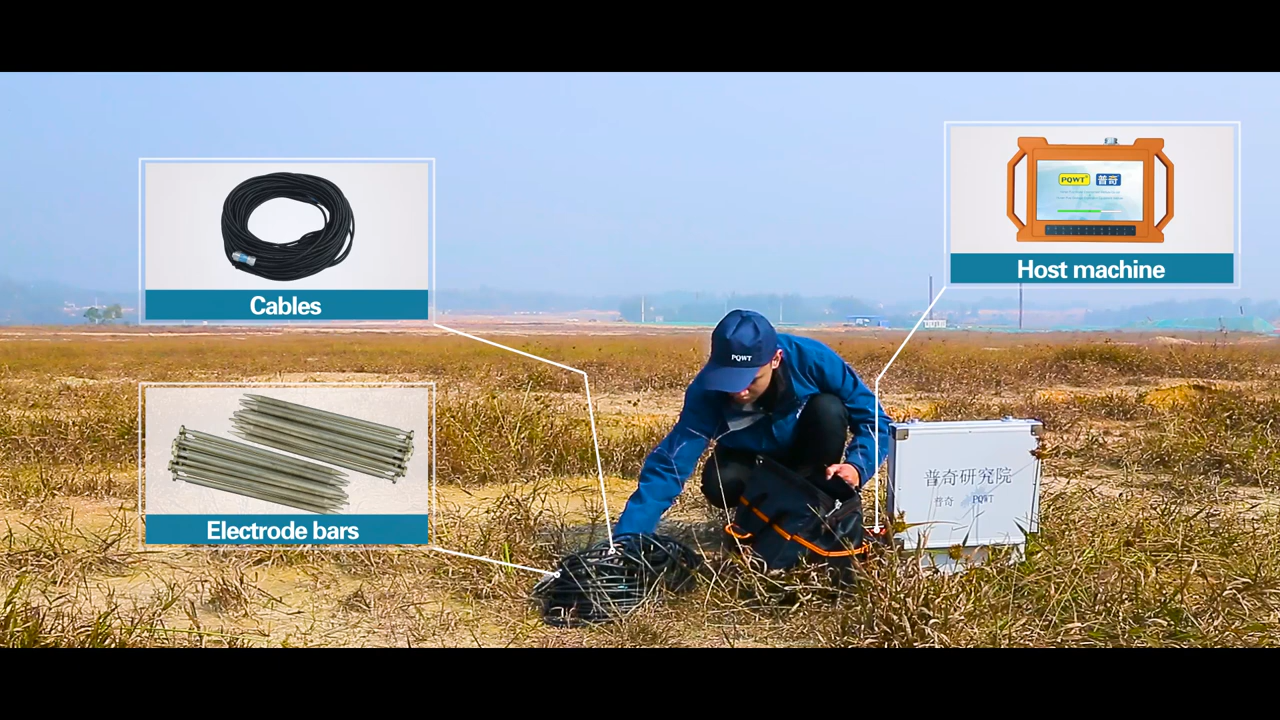 Cables
Electrode bars
PQWT 普奇
Host machine
PQWT
普奇研究院
普奇 PQWT